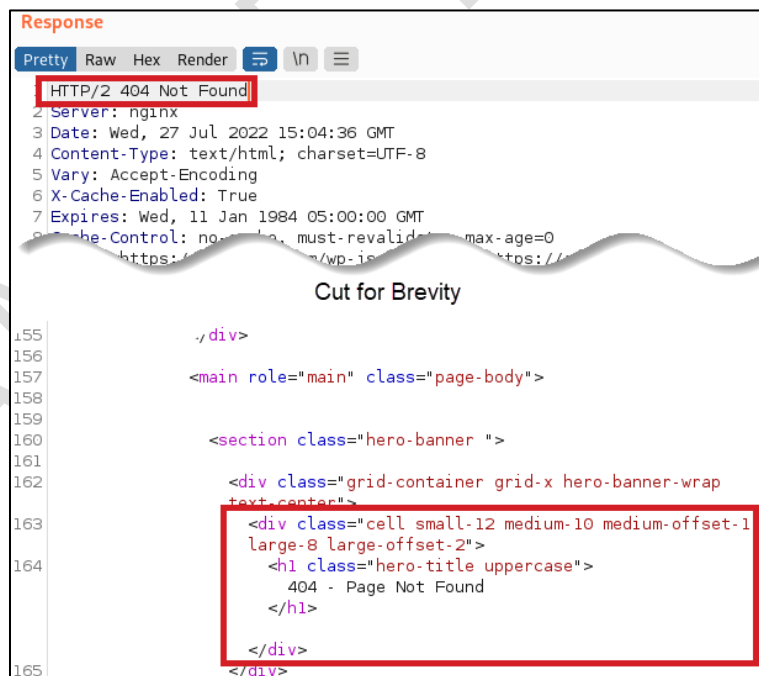 Response
Pretty Raw Hex Render \n
1 HTTP/2 404 Not Found
2 Server: nginx
3 Date: Wed, 27 Jul 2022 15:04:36 GMT
4 Content-Type: text/html; charset=UTF-8
5 Vary: Accept-Encoding
6 X-Cache-Enabled: True
7 Expires: Wed, 11 Jan 1984 05:00:00 GMT
must-revalidate, max-age=0
Cut for Brevity
155 </div>
156
157 <main role="main" class="page-body">
158
159
160 <section class="hero-banner ">
161
162 <div class="grid-container grid-x hero-banner-wrap
text-center">
163 <div class="cell small-12 medium-10 medium-offset-1
large-8 large-offset-2">
164 <h1 class="hero-title uppercase">
404 - Page Not Found
</h1>
</div>
165 </div>